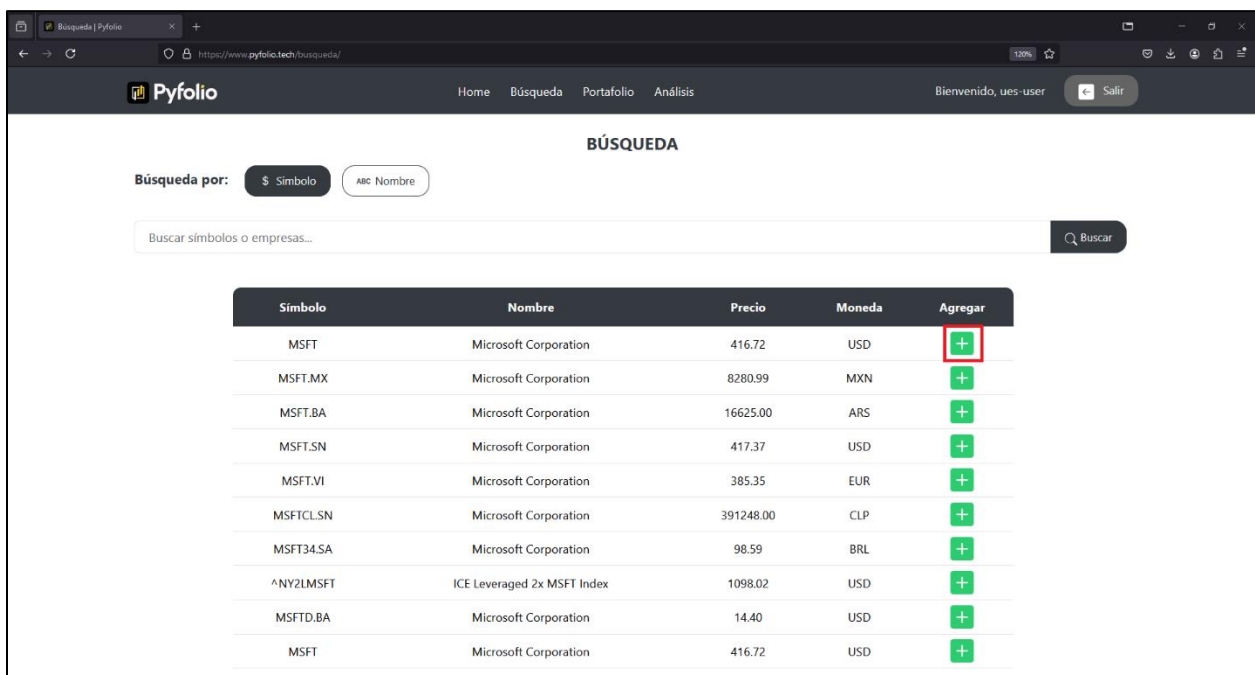 Búsqueda | Pyfolio
https://www.pyfolio.tech/busqueda/ 120%
Pyfolio Home Búsqueda Portafolio Análisis Bienvenido, ues-user Salir
BÚSQUEDA
Búsqueda por: $ Símbolo ABC Nombre
Buscar símbolos o empresas... Buscar
Símbolo Nombre Precio Moneda Agregar
MSFT Microsoft Corporation 416.72 USD
MSFT.MX Microsoft Corporation 8280.99 MXN
MSFT.BA Microsoft Corporation 16625.00 ARS
MSFT.SN Microsoft Corporation 417.37 USD
MSFT.VI Microsoft Corporation 385.35 EUR
MSFTCL.SN Microsoft Corporation 391248.00 CLP
MSFT34.SA Microsoft Corporation 98.59 BRL
^NY2LMSFT ICE Leveraged 2x MSFT Index 1098.02 USD
MSFTD.BA Microsoft Corporation 14.40 USD
MSFT Microsoft Corporation 416.72 USD